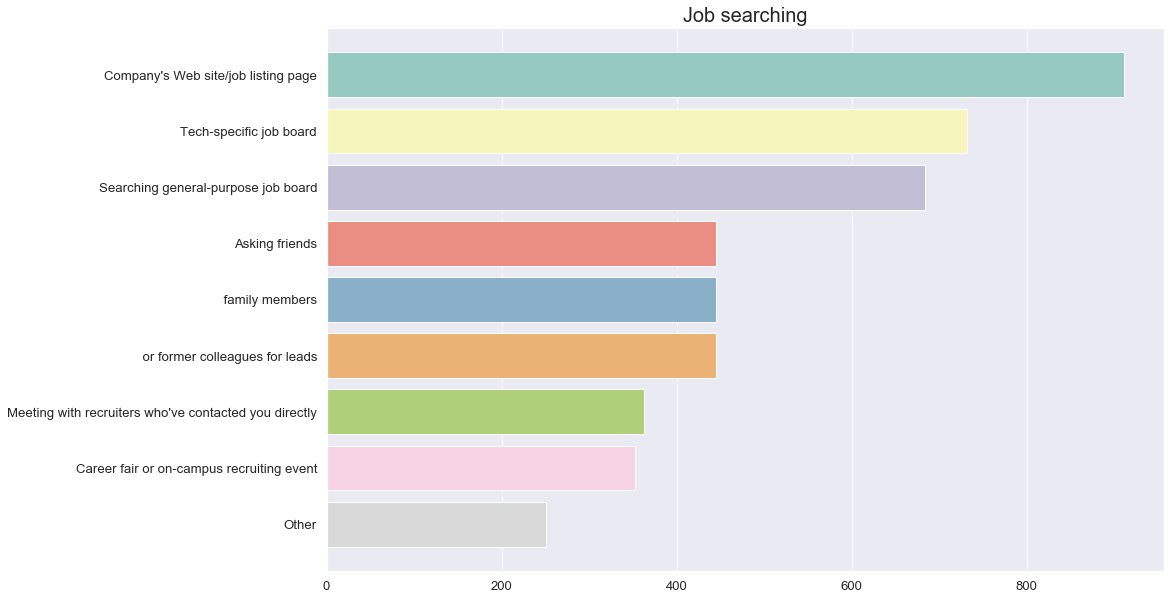 Job searching
Company's Web site/job listing page
Tech-specific job board
Searching general-purpose job board
Asking friends
family members
or former colleagues for leads
Meeting with recruiters who've contacted you directly
Career fair or on-campus recruiting event
Other
0 200 400 600 800